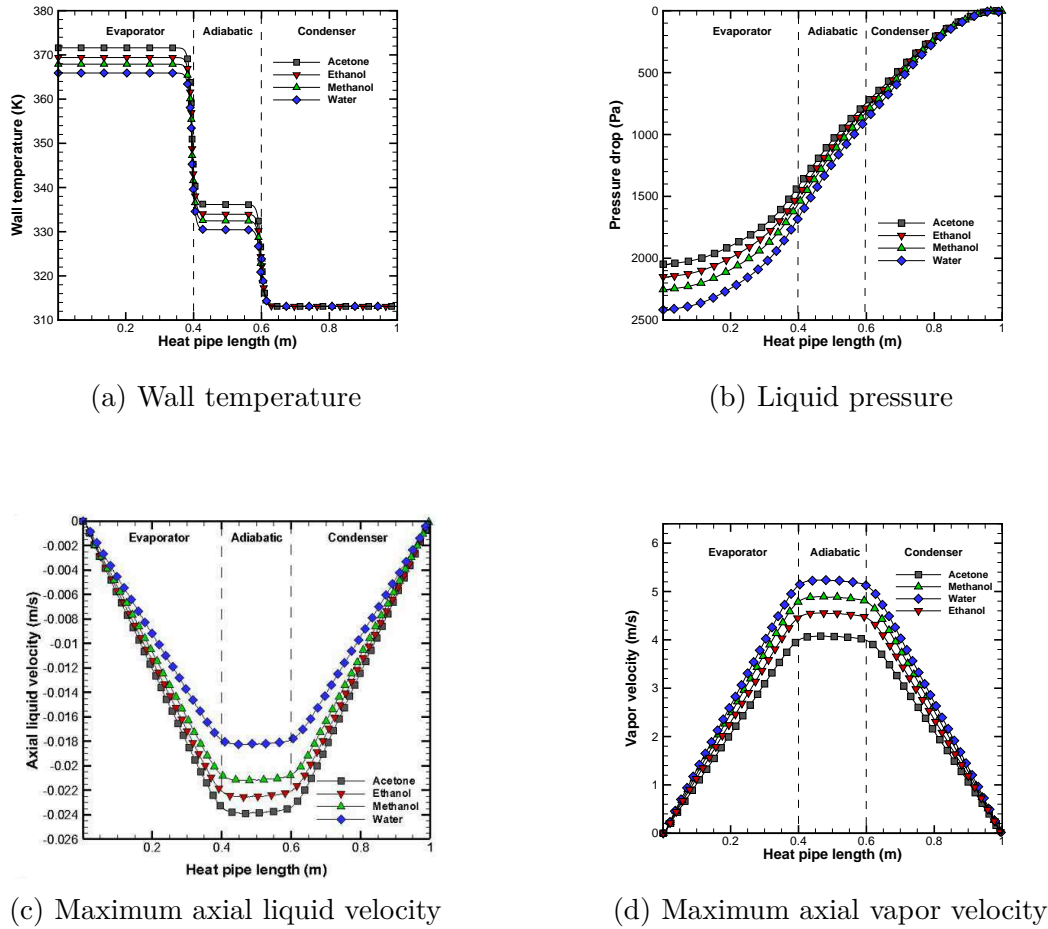 380
370
360
350
340
330
320
310
Wall temperature (K)
Evaporator
Adiabatic
Condenser
Acetone
Ethanol
Methanol
Water
0.2
0.4
0.6
0.8
1
Heat pipe length (m)
(a) Wall temperature
0
500
1000
1500
2000
2500
Pressure drop (Pa)
Evaporator
Adiabatic
Condenser
Acetone
Ethanol
Methanol
Water
0.2
0.4
0.6
0.8
1
Heat pipe length (m)
(b) Liquid pressure
0
-0.002
-0.004
-0.006
-0.008
-0.01
-0.012
-0.014
-0.016
-0.018
-0.02
-0.022
-0.024
-0.026
Axial liquid velocity (m/s)
Evaporator
Adiabatic
Condenser
Acetone
Ethanol
Methanol
Water
0.2
0.4
0.6
0.8
1
Heat pipe length (m)
(c) Maximum axial liquid velocity
6
5
4
3
2
1
0
Vapor velocity (m/s)
Evaporator
Adiabatic
Condenser
Acetone
Methanol
Water
Ethanol
0.2
0.4
0.6
0.8
1
Heat pipe length (m)
(d) Maximum axial vapor velocity